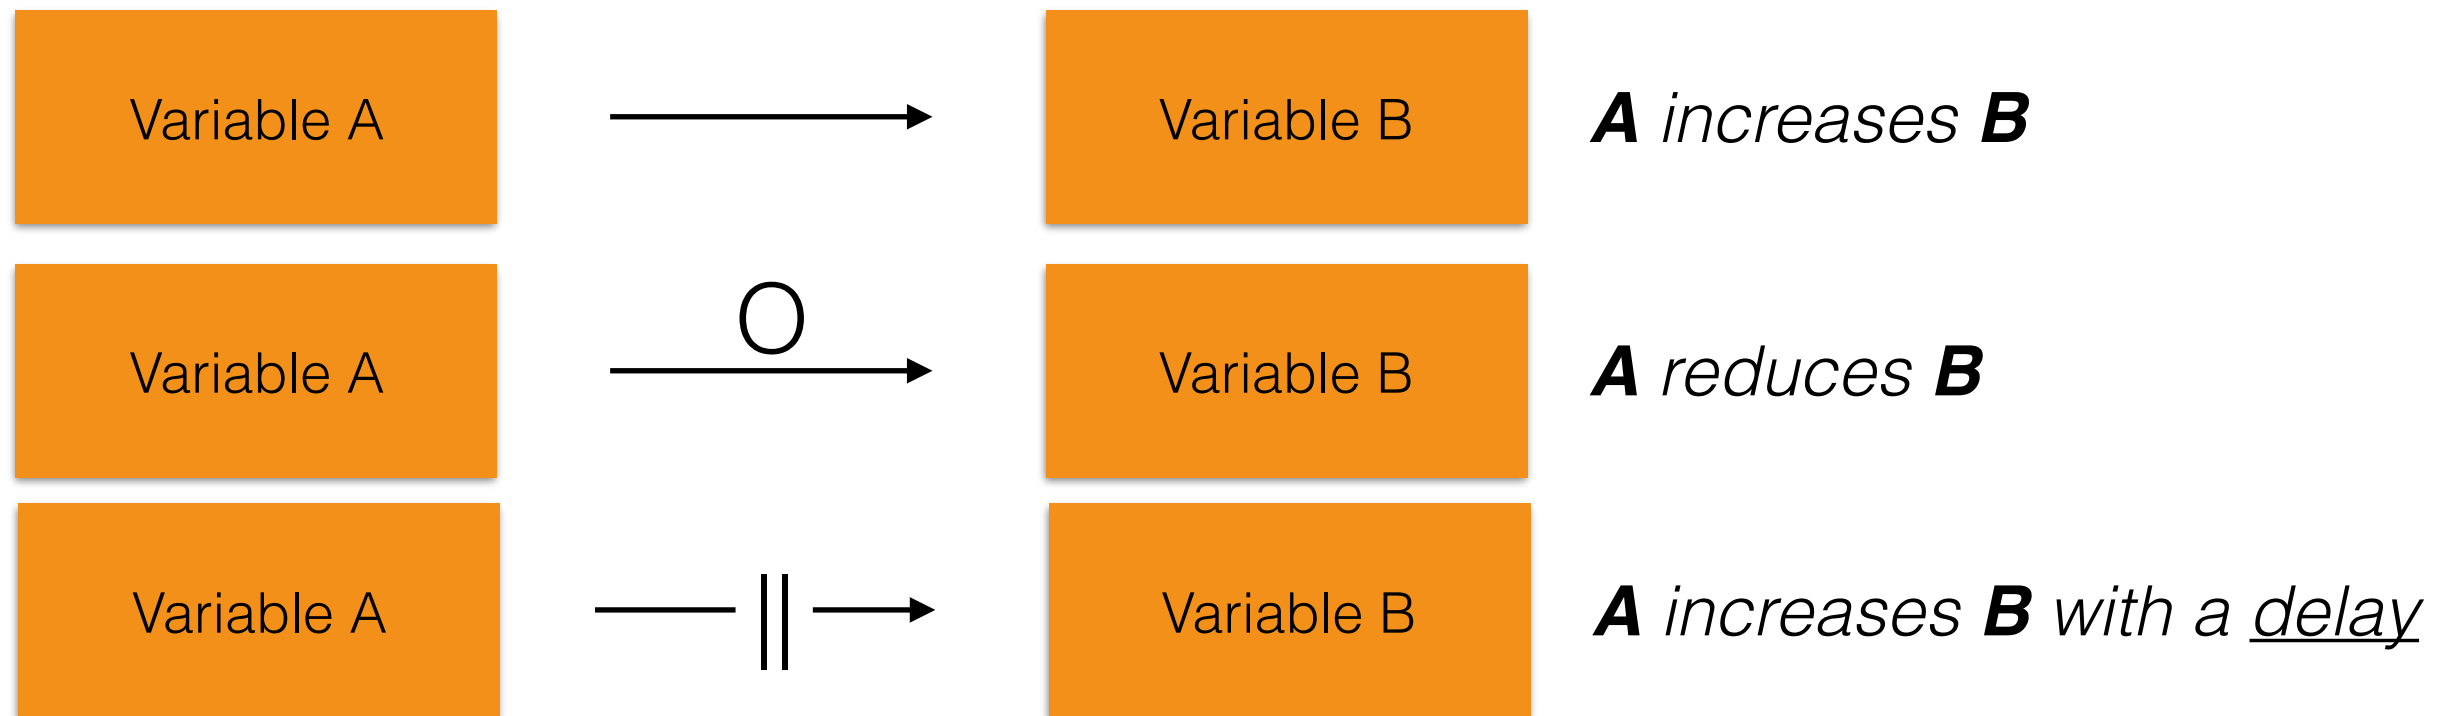 Variable A
Variable B
A increases B
O
Variable A
Variable B
A reduces B
Variable A
||
Variable B
A increases B with a delay